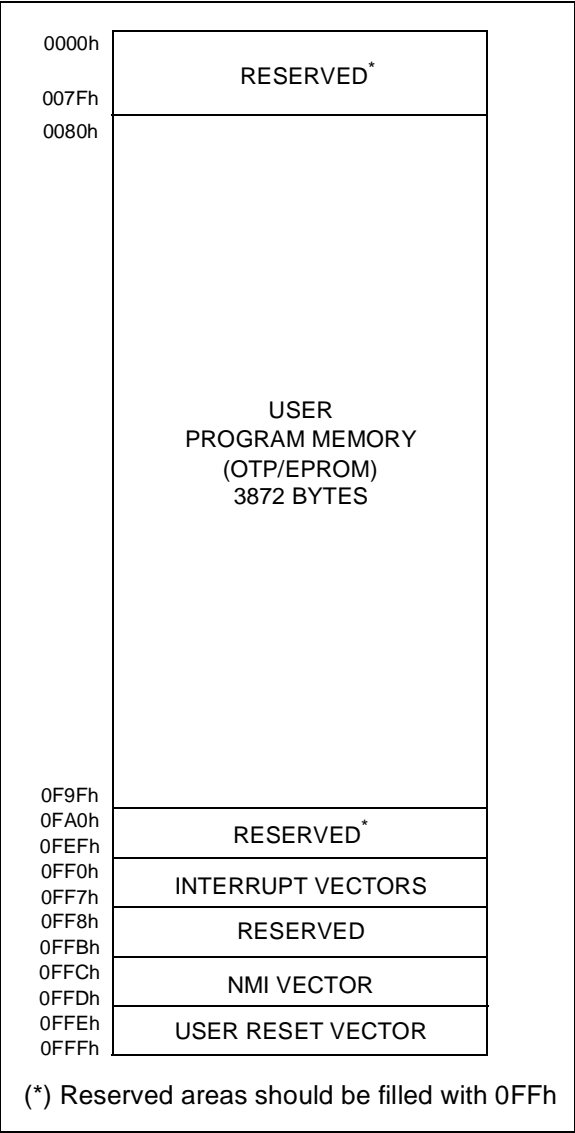 0000h
RESERVED*
007Fh
0080h
USER
PROGRAM MEMORY
(OTP/EPROM)
3872 BYTES
0F9Fh
0FA0h
RESERVED*
0FEFh
0FF0h
INTERRUPT VECTORS
0FF7h
0FF8h
RESERVED
0FFBh
0FFCh
NMI VECTOR
0FFDh
0FFEh
USER RESET VECTOR
0FFFh
(*) Reserved areas should be filled with 0FFh